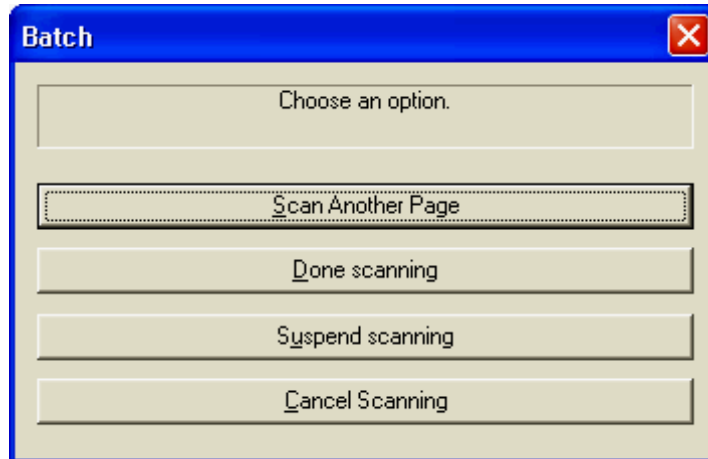 Batch
Choose an option.
Scan Another Page
Done scanning
Suspend scanning
Cancel Scanning